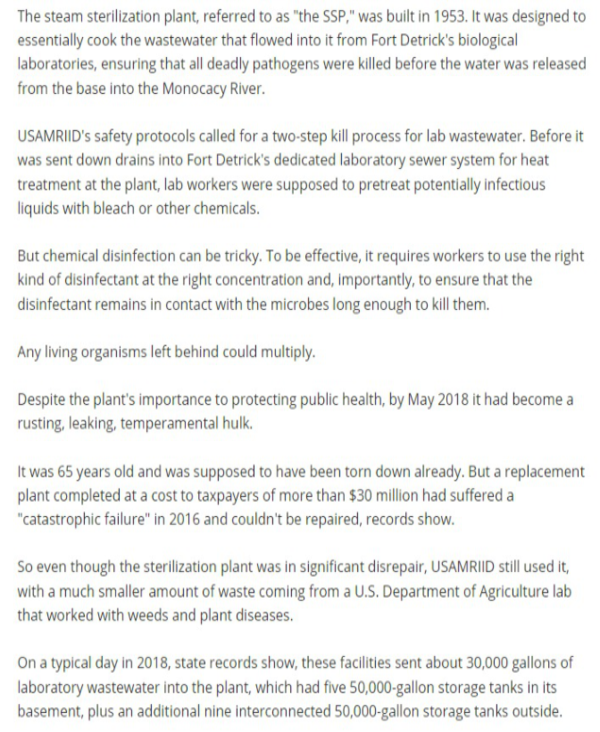 The steam sterilization plant, referred to as "the SSP," was built in 1953. It was designed to
essentially cook the wastewater that flowed into it from Fort Detrick's biological
laboratories, ensuring that all deadly pathogens were killed before the water was released
from the base into the Monocacy River.
USAMRIID's safety protocols called for a two-step kill process for lab wastewater. Before it
was sent down drains into Fort Detrick's dedicated laboratory sewer system for heat
treatment at the plant, lab workers were supposed to pretreat potentially infectious
liquids with bleach or other chemicals.
But chemical disinfection can be tricky. To be effective, it requires workers to use the right
kind of disinfectant at the right concentration and, importantly, to ensure that the
disinfectant remains in contact with the microbes long enough to kill them.
Any living organisms left behind could multiply.
Despite the plant's importance to protecting public health, by May 2018 it had become a
rusting, leaking, temperamental hulk.
It was 65 years old and was supposed to have been torn down already. But a replacement
plant completed at a cost to taxpayers of more than $30 million had suffered a
"catastrophic failure" in 2016 and couldn't be repaired, records show.
So even though the sterilization plant was in significant disrepair, USAMRIID still used it,
with a much smaller amount of waste coming from a U.S. Department of Agriculture lab
that worked with weeds and plant diseases.
On a typical day in 2018, state records show, these facilities sent about 30,000 gallons of
laboratory wastewater into the plant, which had five 50,000-gallon storage tanks in its
basement, plus an additional nine interconnected 50,000-gallon storage tanks outside.